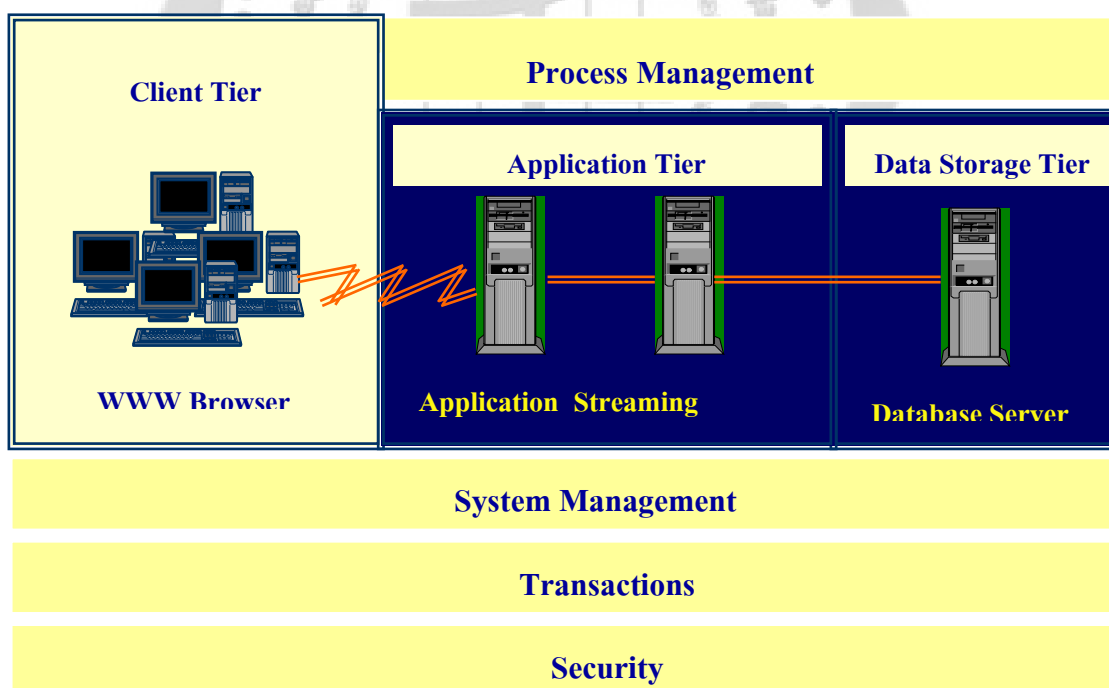 Process Management
Client Tier
Application Tier
Data Storage Tier
WWW Browser
Application Streaming
Database Server
System Management
Transactions
Security